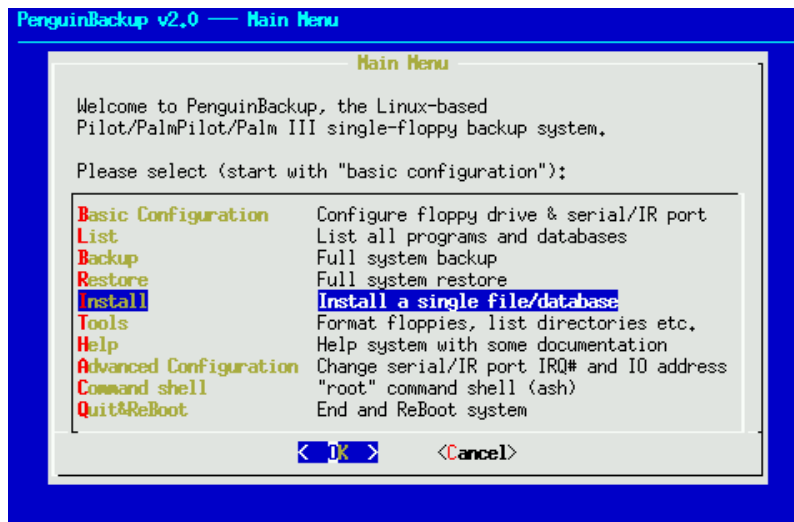 PenguinBackup v2.0 — Main Menu
Main Menu
Welcome to PenguinBackup, the Linux-based
Pilot/PalmPilot/Palm III single-floppy backup system.
Please select (start with "basic configuration"):
Basic Configuration Configure floppy drive & serial/IR port
List List all programs and databases
Backup Full system backup
Restore Full system restore
Install Install a single file/database
Tools Format floppies, list directories etc.
Help Help system with some documentation
Advanced Configuration Change serial/IR port IRQ# and IO address
Command shell "root" command shell (ash)
Quit&ReBoot End and ReBoot system
< OK > <Cancel>